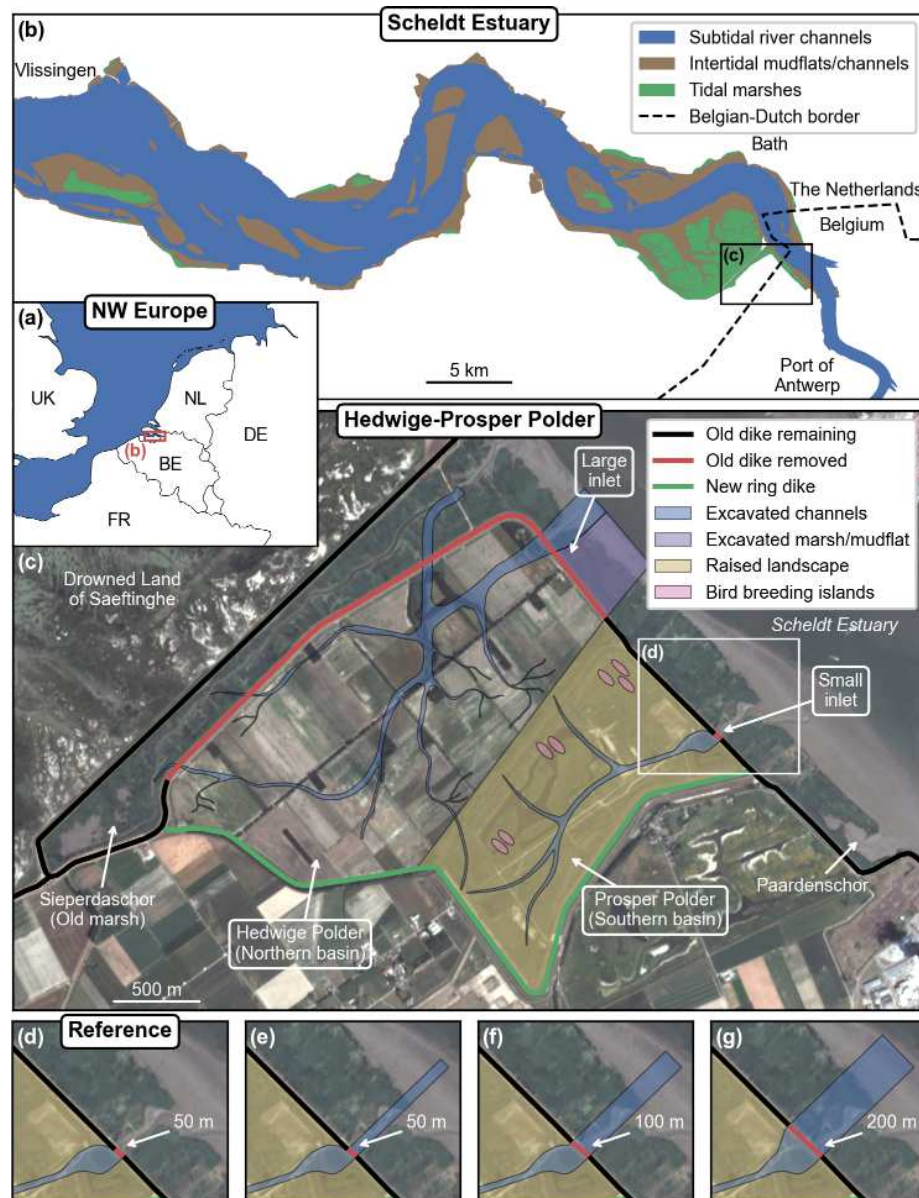 (b)
Scheldt Estuary
Vlissingen
Subtidal river channels
Intertidal mudflats/channels
Tidal marshes
Belgian-Dutch border
Bath
The Netherlands
Belgium
(c)
5 km
Port of
Antwerp
(a)
NW Europe
UK
NL
DE
(b)
BE
FR
Hedwige-Prosper Polder
(c)
Drowned Land
of Saeftinghe
Large
inlet
Old dike remaining
Old dike removed
New ring dike
Excavated channels
Excavated marsh/mudflat
Raised landscape
Bird breeding islands
Scheldt Estuary
(d)
Small
inlet
Sieperdaschor
(Old marsh)
Hedwige Polder
(Northern basin)
Prosper Polder
(Southern basin)
Paardenschor
500 m
(d)
Reference
50 m
(e)
50 m
(f)
100 m
(g)
200 m